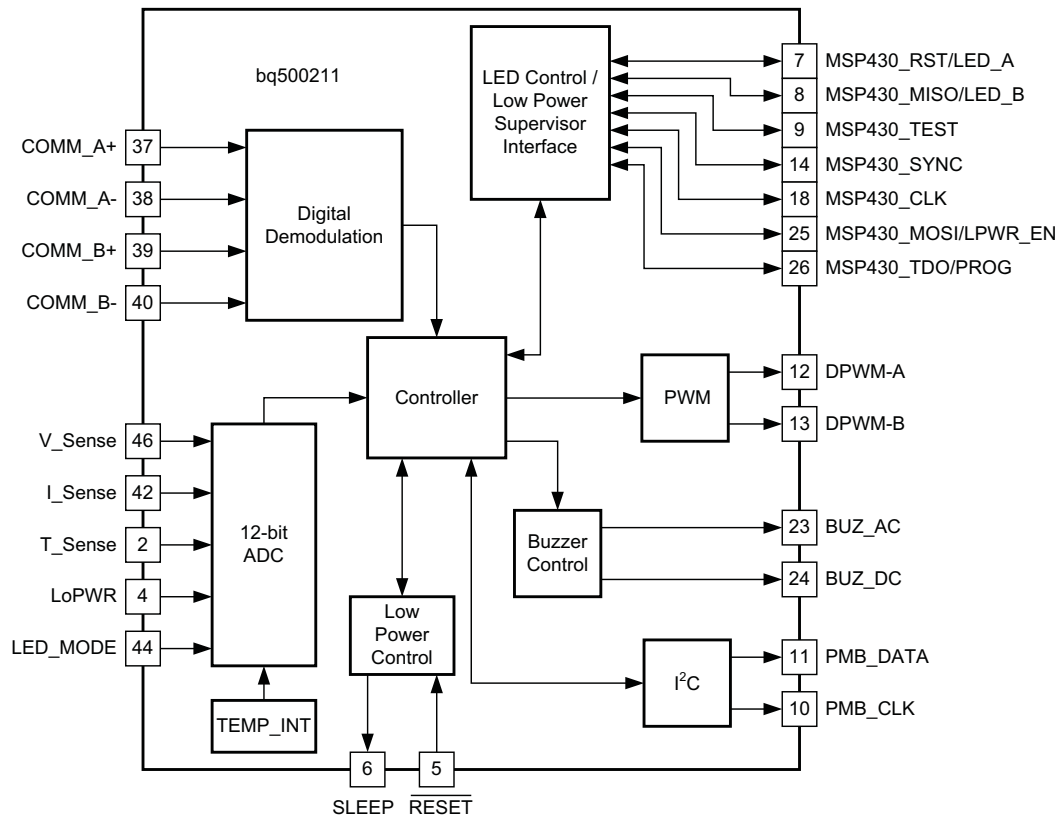 bq500211
LED Control /
Low Power
Supervisor
Interface
7 MSP430_RST/LED_A
8 MSP430_MISO/LED_B
9 MSP430_TEST
14 MSP430_SYNC
18 MSP430_CLK
25 MSP430_MOSI/LPWR_EN
26 MSP430_TDO/PROG
COMM_A+ 37
COMM_A- 38
COMM_B+ 39
COMM_B- 40
Digital
Demodulation
Controller
PWM
12 DPWM-A
13 DPWM-B
V_Sense 46
I_Sense 42
T_Sense 2
LoPWR 4
LED_MODE 44
12-bit
ADC
Buzzer
Control
23 BUZ_AC
24 BUZ_DC
Low
Power
Control
I²C
11 PMB_DATA
10 PMB_CLK
TEMP_INT
6 5
SLEEP RESET